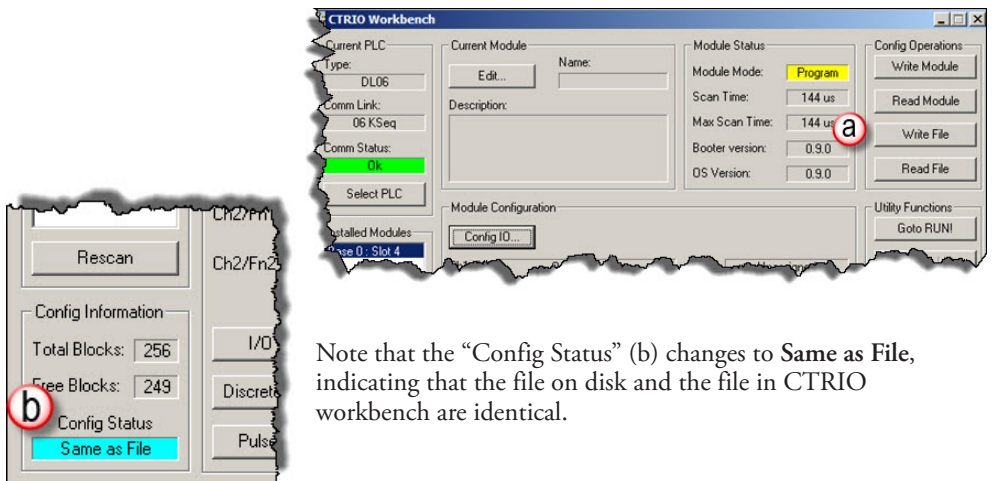 CTRIO Workbench
Current PLC
Type:
DL06
Comm Link:
06 KSeq
Comm Status:
Ok
Select PLC
Installed Modules
Base 0 : Slot 4
Current Module
Edit...
Name:
Description:
Module Configuration
Config IO...
Module Status
Module Mode: Program
Scan Time: 144 us
Max Scan Time: 144 us
Booter version: 0.9.0
OS Version: 0.9.0
a
Config Operations
Write Module
Read Module
Write File
Read File
Utility Functions
Goto RUN!
Ch2/Fn1
Rescan
Ch2/Fn2
Config Information
Total Blocks: 256
Free Blocks: 249
b
Config Status
Same as File
I/O
Discrete
Pulse
Note that the “Config Status” (b) changes to Same as File,
indicating that the file on disk and the file in CTRIO
workbench are identical.